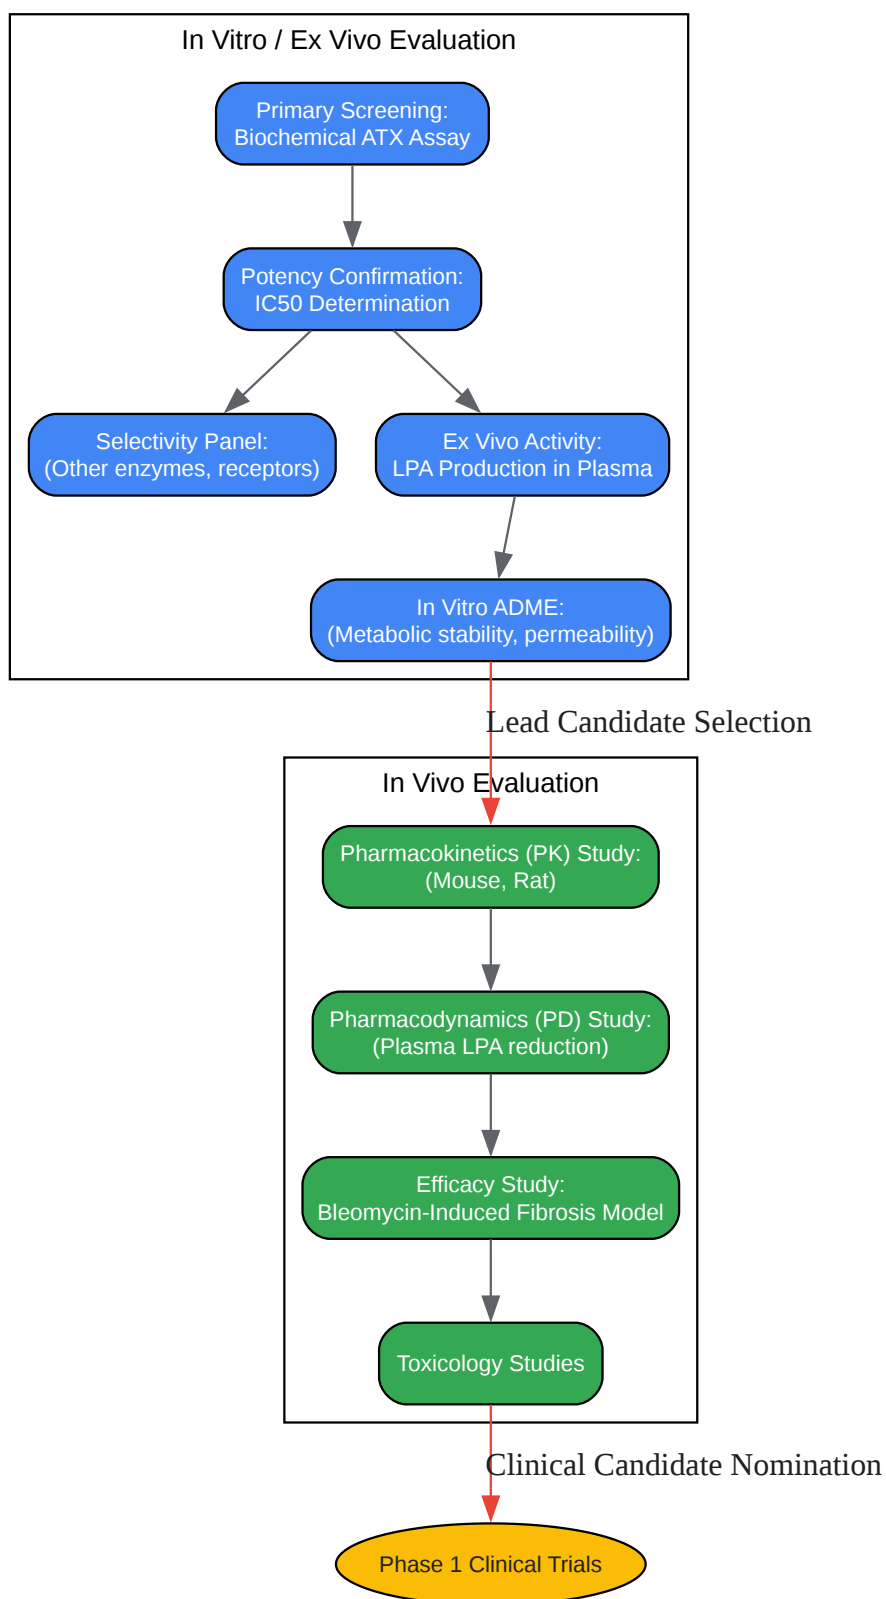 In Vitro / Ex Vivo Evaluation
Primary Screening:
Biochemical ATX Assay
Potency Confirmation:
IC50 Determination
Selectivity Panel:
(Other enzymes, receptors)
Ex Vivo Activity:
LPA Production in Plasma
In Vitro ADME:
(Metabolic stability, permeability)
Lead Candidate Selection
In Vivo Evaluation
Pharmacokinetics (PK) Study:
(Mouse, Rat)
Pharmacodynamics (PD) Study:
(Plasma LPA reduction)
Efficacy Study:
Bleomycin-Induced Fibrosis Model
Toxicology Studies
Clinical Candidate Nomination
Phase 1 Clinical Trials